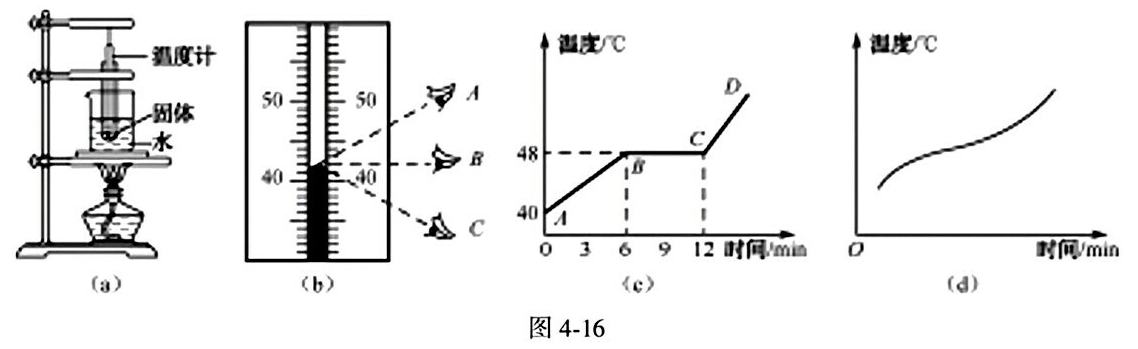 温度计
固体
水
(a)
50 50
40 40
A
B
C
(b)
温度/℃
48
40
A
B
C
D
0 3 6 9 12 时间/min
(c)
温度/℃
O
时间/min
(d)
图 4-16